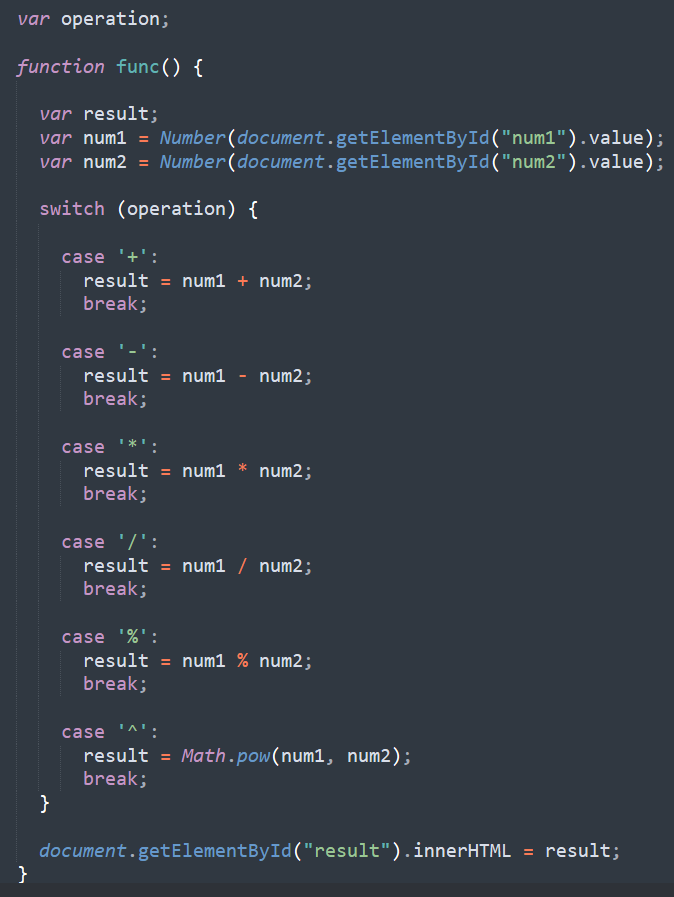 var operation;
function func() {
var result;
var num1 = Number(document.getElementById("num1").value);
var num2 = Number(document.getElementById("num2").value);
switch (operation) {
case '+':
result = num1 + num2;
break;
case '-':
result = num1 - num2;
break;
case '*':
result = num1 * num2;
break;
case '/':
result = num1 / num2;
break;
case '%':
result = num1 % num2;
break;
case '^':
result = Math.pow(num1, num2);
break;
}
document.getElementById("result").innerHTML = result;
}